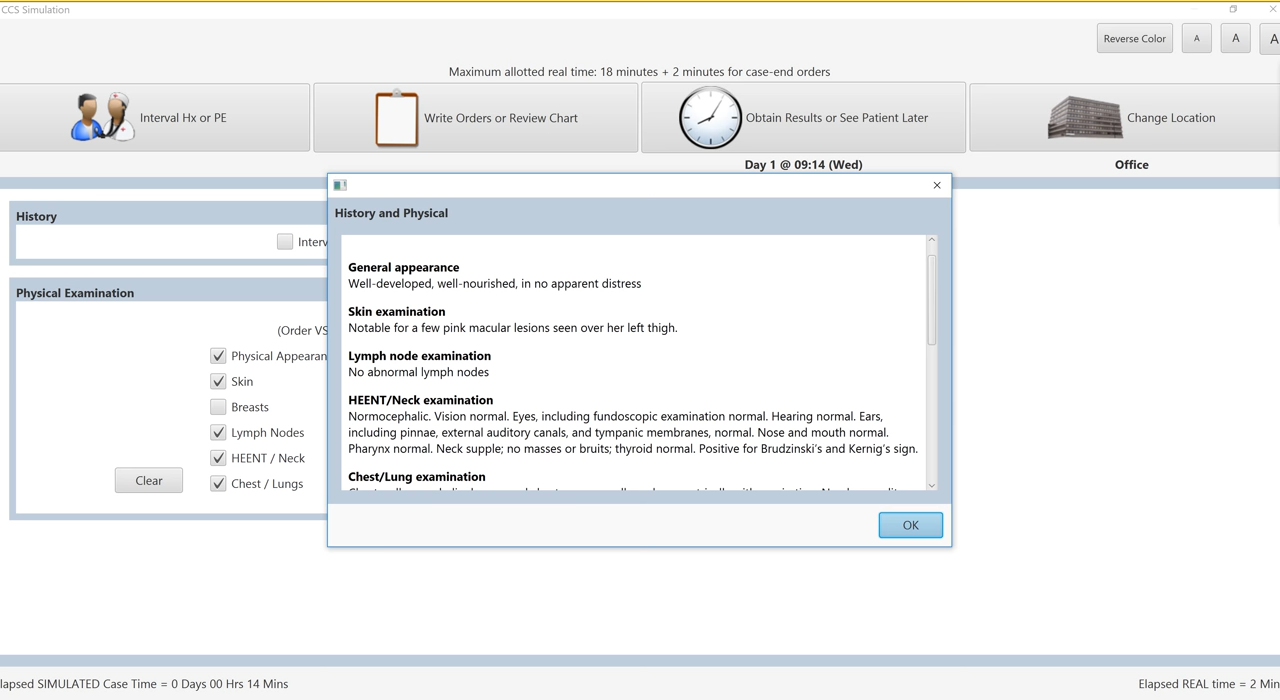 CCS Simulation
Reverse Color
A
A
A
Maximum allotted real time: 18 minutes + 2 minutes for case-end orders
Interval Hx or PE
Write Orders or Review Chart
Obtain Results or See Patient Later
Change Location
Day 1 @ 09:14 (Wed)
Office
History
Interv
Physical Examination
(Order VS
Physical Appearan
Skin
Breasts
Lymph Nodes
HEENT / Neck
Chest / Lungs
Clear
History and Physical
General appearance
Well-developed, well-nourished, in no apparent distress
Skin examination
Notable for a few pink macular lesions seen over her left thigh.
Lymph node examination
No abnormal lymph nodes
HEENT/Neck examination
Normocephalic. Vision normal. Eyes, including fundoscopic examination normal. Hearing normal. Ears,
including pinnae, external auditory canals, and tympanic membranes, normal. Nose and mouth normal.
Pharynx normal. Neck supple; no masses or bruits; thyroid normal. Positive for Brudzinski's and Kernig's sign.
Chest/Lung examination
OK
lapsed SIMULATED Case Time = 0 Days 00 Hrs 14 Mins
Elapsed REAL time = 2 Min